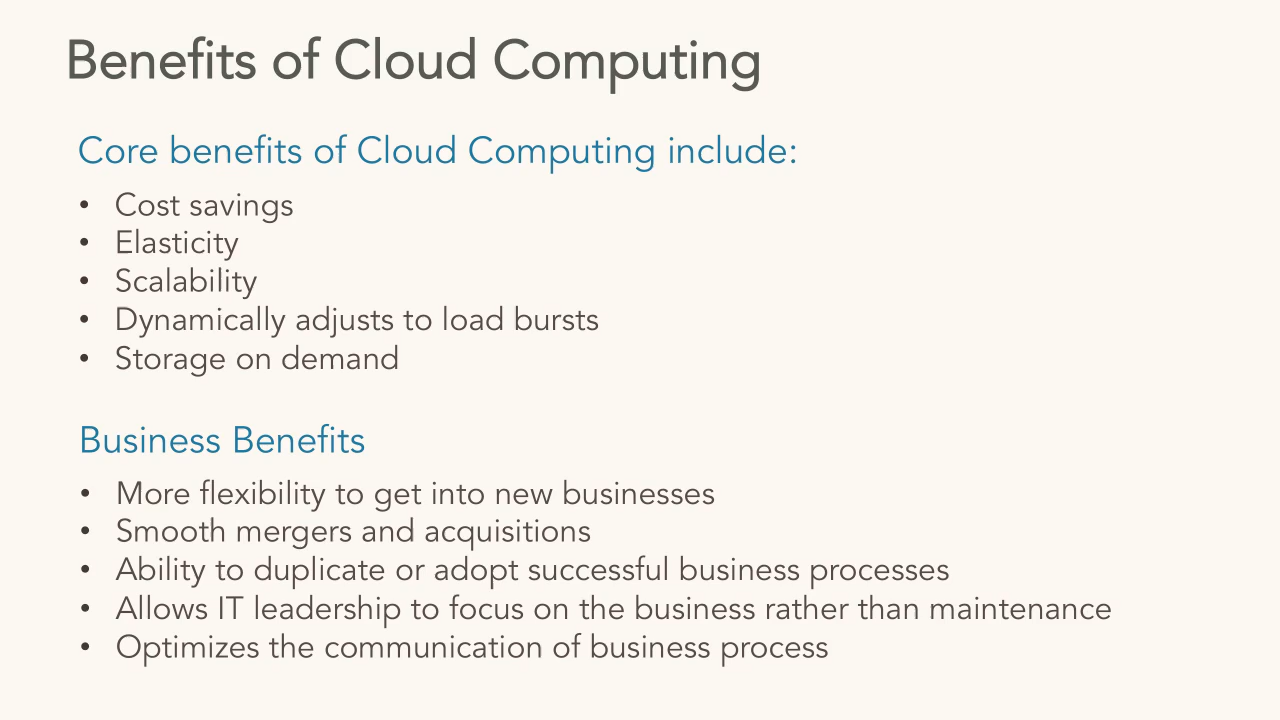 Benefits of Cloud Computing
Core benefits of Cloud Computing include:
• Cost savings
• Elasticity
• Scalability
• Dynamically adjusts to load bursts
• Storage on demand
Business Benefits
• More flexibility to get into new businesses
• Smooth mergers and acquisitions
• Ability to duplicate or adopt successful business processes
• Allows IT leadership to focus on the business rather than maintenance
• Optimizes the communication of business process